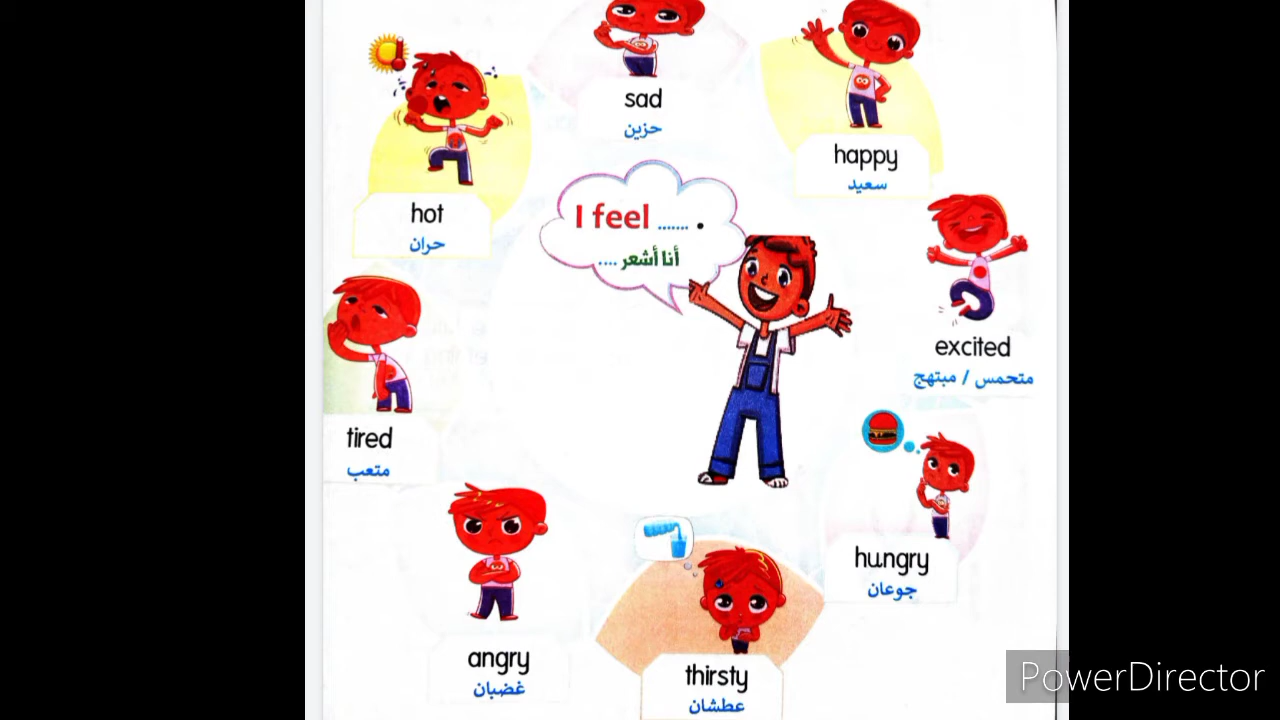 sad
حزين
happy
سعيد
hot
حران
I feel ....... .
أنا أشعر ....
excited
متحمس / مبتهج
tired
متعب
hungry
جوعان
angry
غضبان
thirsty
عطشان
PowerDirector